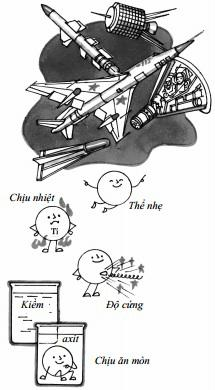 Chịu nhiệt
Thể nhẹ
Ti
Độ cứng
Kiềm
axit
Chịu ăn mòn